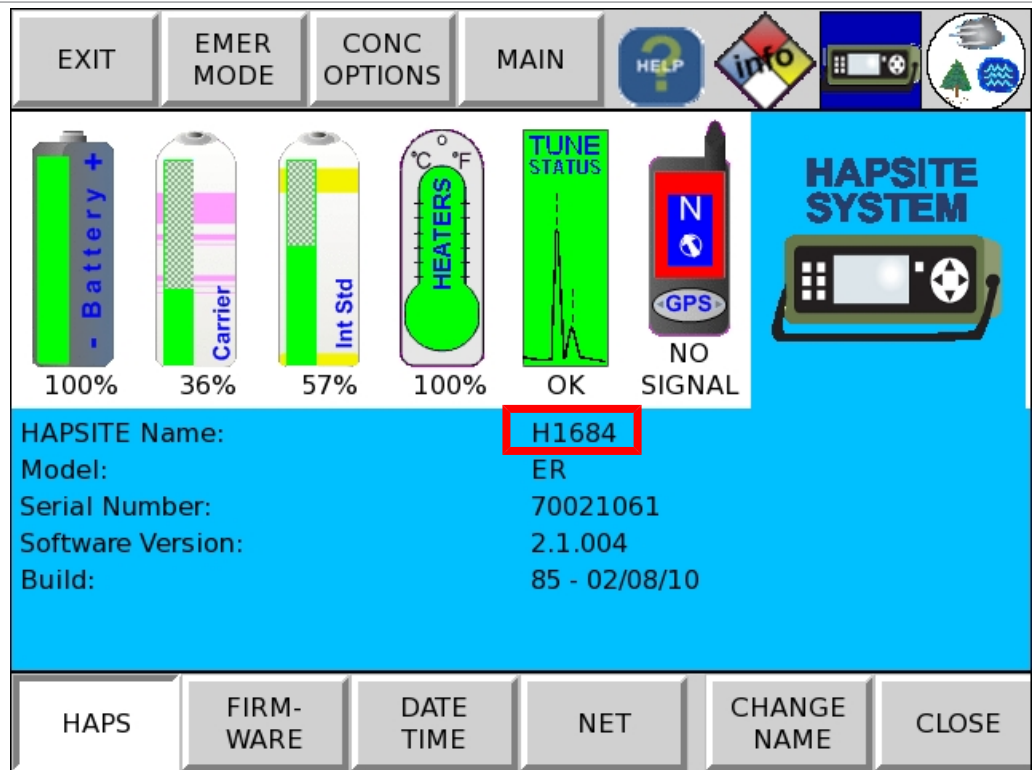 EXIT
EMER MODE
CONC OPTIONS
MAIN
HELP
info
- Battery +
Carrier
Int Std
°C °F
HEATERS
TUNE
STATUS
N
GPS
HAPSITE
SYSTEM
100%
36%
57%
100%
OK
NO
SIGNAL
HAPSITE Name: H1684
Model: ER
Serial Number: 70021061
Software Version: 2.1.004
Build: 85 - 02/08/10
HAPS
FIRM-
WARE
DATE
TIME
NET
CHANGE
NAME
CLOSE